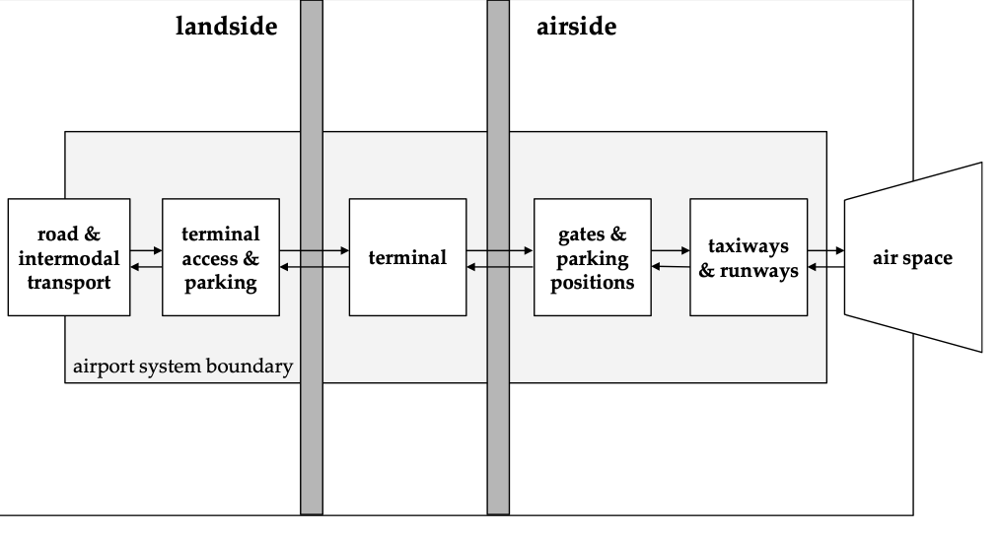 landside
airside
road &
intermodal
transport
terminal
access &
parking
terminal
gates &
parking
positions
taxiways
& runways
air space
airport system boundary